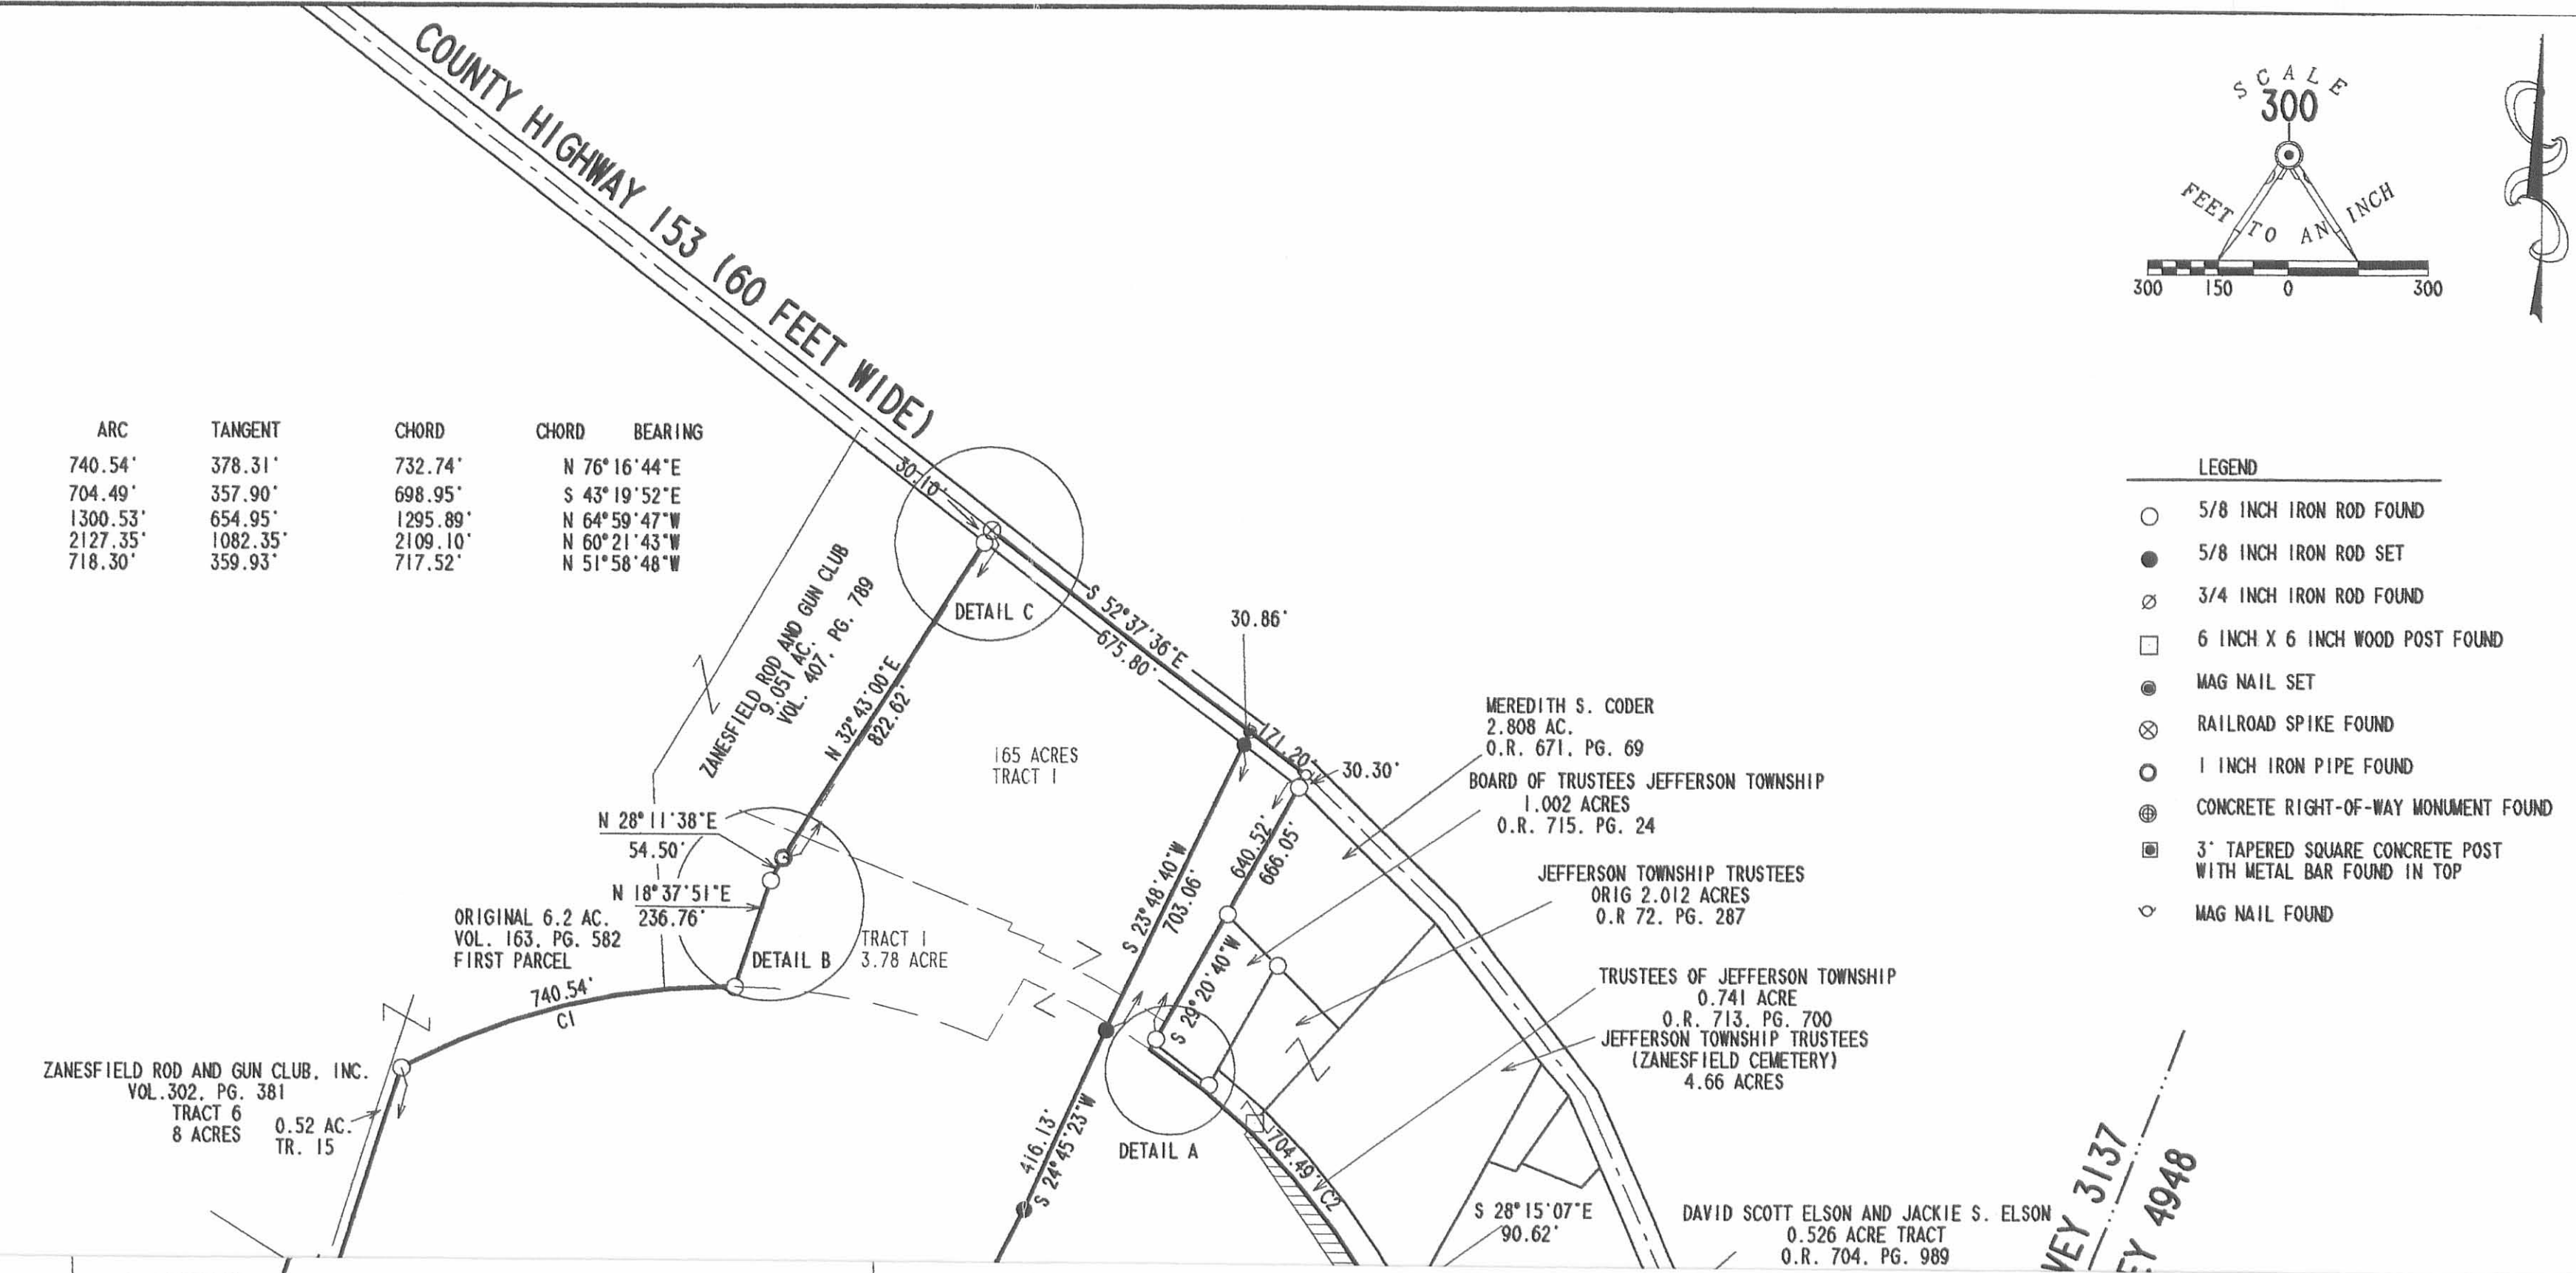 COUNTY HIGHWAY 153 (60 FEET WIDE)
SCALE
300
FEET TO AN INCH
300 150 0 300
ARC TANGENT CHORD CHORD BEARING
740.54' 378.31' 732.74' N 76°16'44"E
704.49' 357.90' 698.95' S 43°19'52"E
1300.53' 654.95' 1295.89' N 64°59'47"W
2127.35' 1082.35' 2109.10' N 60°21'43"W
718.30' 359.93' 717.52' N 51°58'48"W
LEGEND
5/8 INCH IRON ROD FOUND
5/8 INCH IRON ROD SET
3/4 INCH IRON ROD FOUND
6 INCH X 6 INCH WOOD POST FOUND
MAG NAIL SET
RAILROAD SPIKE FOUND
1 INCH IRON PIPE FOUND
CONCRETE RIGHT-OF-WAY MONUMENT FOUND
3" TAPERED SQUARE CONCRETE POST
WITH METAL BAR FOUND IN TOP
MAG NAIL FOUND
30.10'
DETAIL C
S 52°37'36"E
675.80'
30.86'
171.20'
30.30'
ZANESFIELD ROD AND GUN CLUB
9.051 AC.
VOL. 407, PG. 789
N 32°43'00"E
822.62'
165 ACRES
TRACT 1
MEREDITH S. CODER
2.808 AC.
O.R. 671, PG. 69
BOARD OF TRUSTEES JEFFERSON TOWNSHIP
1.002 ACRES
O.R. 715, PG. 24
JEFFERSON TOWNSHIP TRUSTEES
ORIG 2.012 ACRES
O.R 72, PG. 287
TRUSTEES OF JEFFERSON TOWNSHIP
0.741 ACRE
O.R. 713, PG. 700
JEFFERSON TOWNSHIP TRUSTEES
(ZANESFIELD CEMETERY)
4.66 ACRES
N 28°11'38"E
54.50'
N 18°37'51"E
236.76'
ORIGINAL 6.2 AC.
VOL. 163, PG. 582
FIRST PARCEL
DETAIL B
TRACT 1
3.78 ACRE
S 23°48'40"W
703.06'
640.52'
666.05'
S 29°20'40"W
740.54'
C1
ZANESFIELD ROD AND GUN CLUB, INC.
VOL.302, PG. 381
TRACT 6
8 ACRES
0.52 AC.
TR. 15
416.13'
S 24°45'23"W
DETAIL A
704.49'
C2
S 28°15'07"E
90.62'
DAVID SCOTT ELSON AND JACKIE S. ELSON
0.526 ACRE TRACT
O.R. 704, PG. 989
VEY 3137
EY 4948